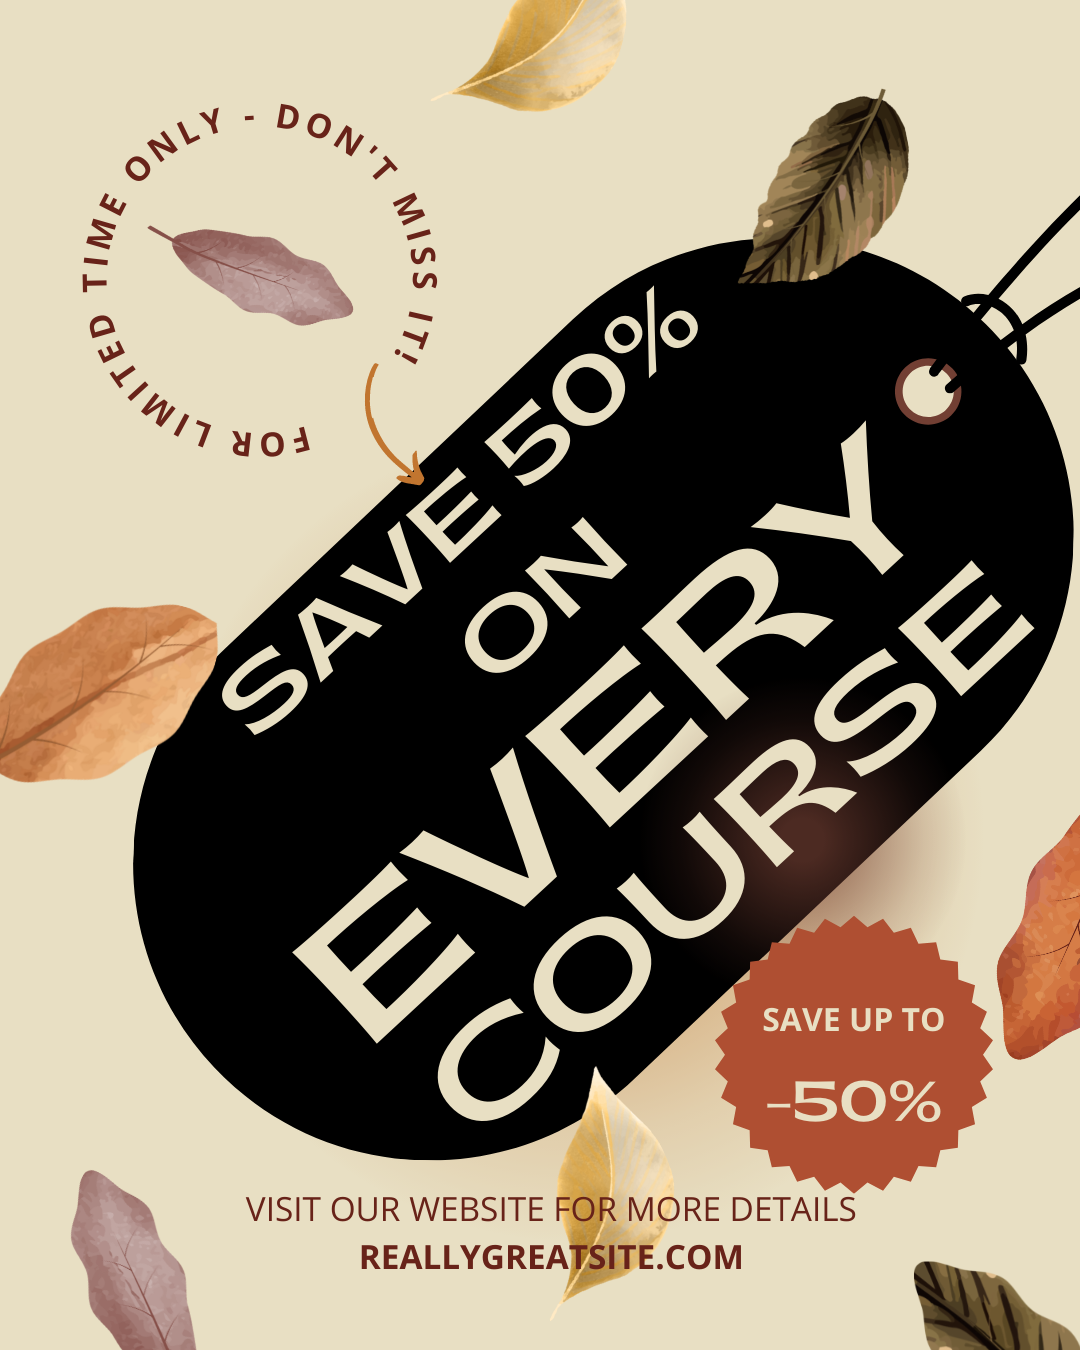 FOR LIMITED TIME ONLY - DON'T MISS IT!
SAVE 50%
ON
EVERY
COURSE
SAVE UP TO
-50%
VISIT OUR WEBSITE FOR MORE DETAILS
REALLYGREATSITE.COM